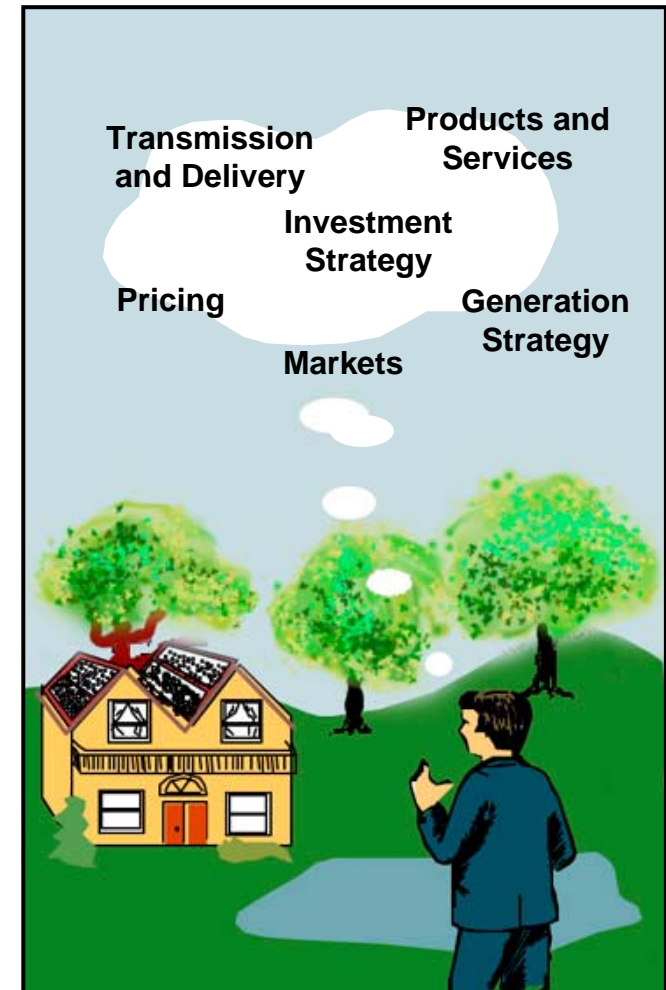 Transmission
and Delivery
Products and
Services
Investment
Strategy
Pricing
Generation
Strategy
Markets